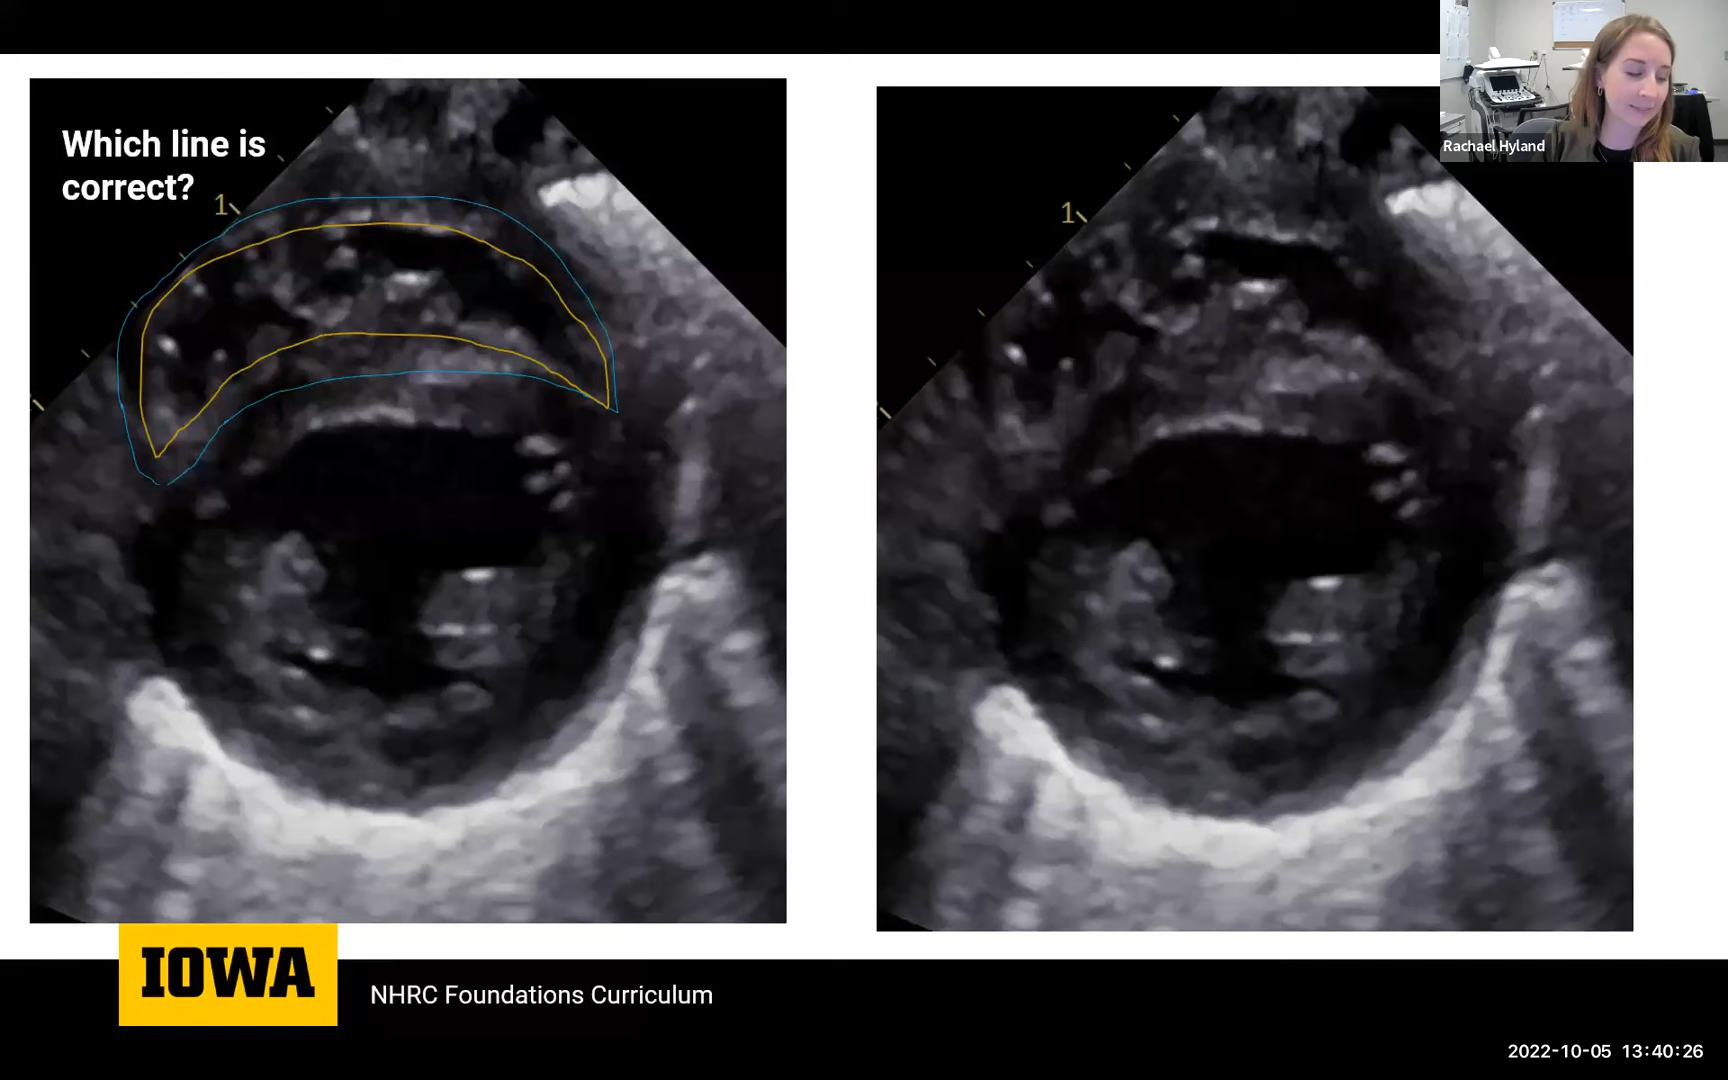 Which line is
correct?
1
1
Rachael Hyland
IOWA
NHRC Foundations Curriculum
2022-10-05 13:40:26